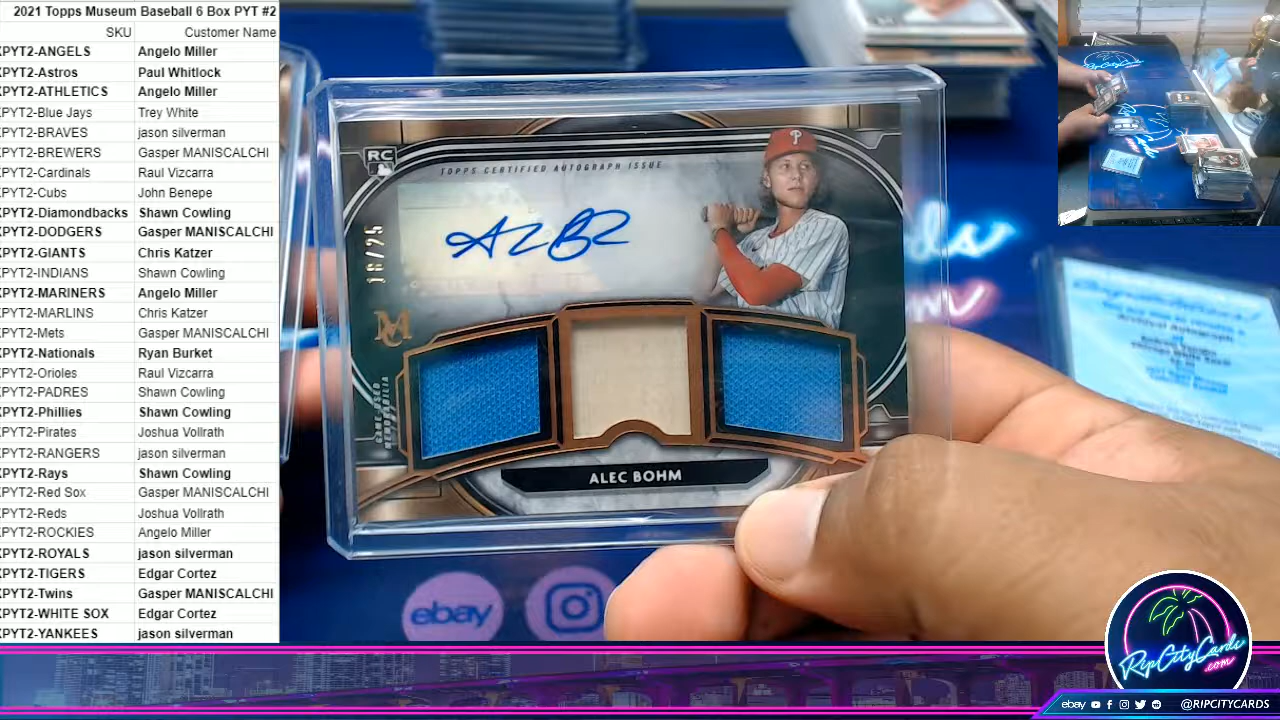 2021 Topps Museum Baseball 6 Box PYT #2
SKU Customer Name
PYT2-ANGELS Angelo Miller
PYT2-Astros Paul Whitlock
PYT2-ATHLETICS Angelo Miller
PYT2-Blue Jays Trey White
PYT2-BRAVES jason silverman
PYT2-BREWERS Gasper MANISCALCHI
PYT2-Cardinals Raul Vizcarra
PYT2-Cubs John Benepe
PYT2-Diamondbacks Shawn Cowling
PYT2-DODGERS Gasper MANISCALCHI
PYT2-GIANTS Chris Katzer
PYT2-INDIANS Shawn Cowling
PYT2-MARINERS Angelo Miller
PYT2-MARLINS Chris Katzer
PYT2-Mets Gasper MANISCALCHI
PYT2-Nationals Ryan Burket
PYT2-Orioles Raul Vizcarra
PYT2-PADRES Shawn Cowling
PYT2-Phillies Shawn Cowling
PYT2-Pirates Joshua Vollrath
PYT2-RANGERS jason silverman
PYT2-Rays Shawn Cowling
PYT2-Red Sox Gasper MANISCALCHI
PYT2-Reds Joshua Vollrath
PYT2-ROCKIES Angelo Miller
PYT2-ROYALS jason silverman
PYT2-TIGERS Edgar Cortez
PYT2-Twins Gasper MANISCALCHI
PYT2-WHITE SOX Edgar Cortez
PYT2-YANKEES jason silverman
RC
TOPPS CERTIFIED AUTOGRAPH ISSUE
P
MC
GAME-USED
MEMORABILIA
ALEC BOHM
ebay
RipCityCards
.com
ebay @RIPCITYCARDS